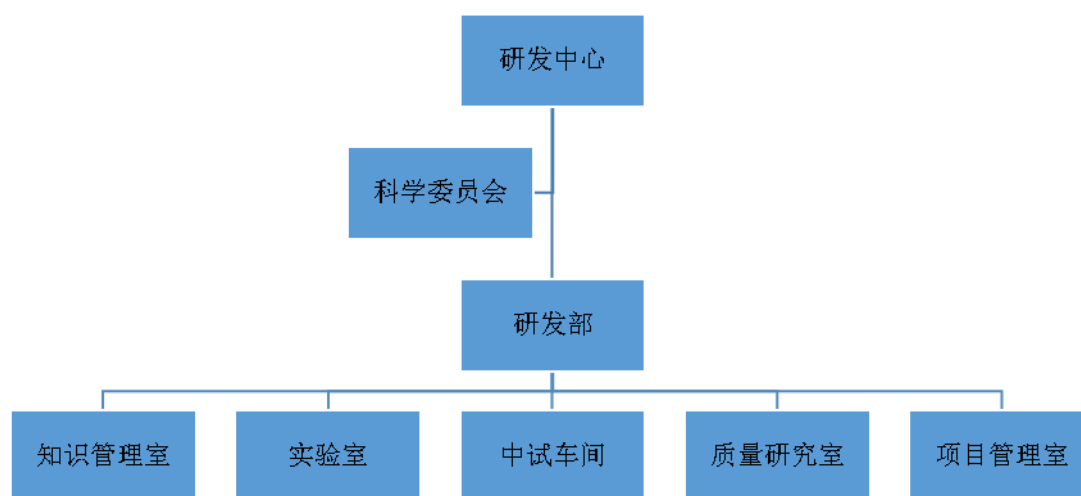 研发中心
科学委员会
研发部
知识管理室
实验室
中试车间
质量研究室
项目管理室